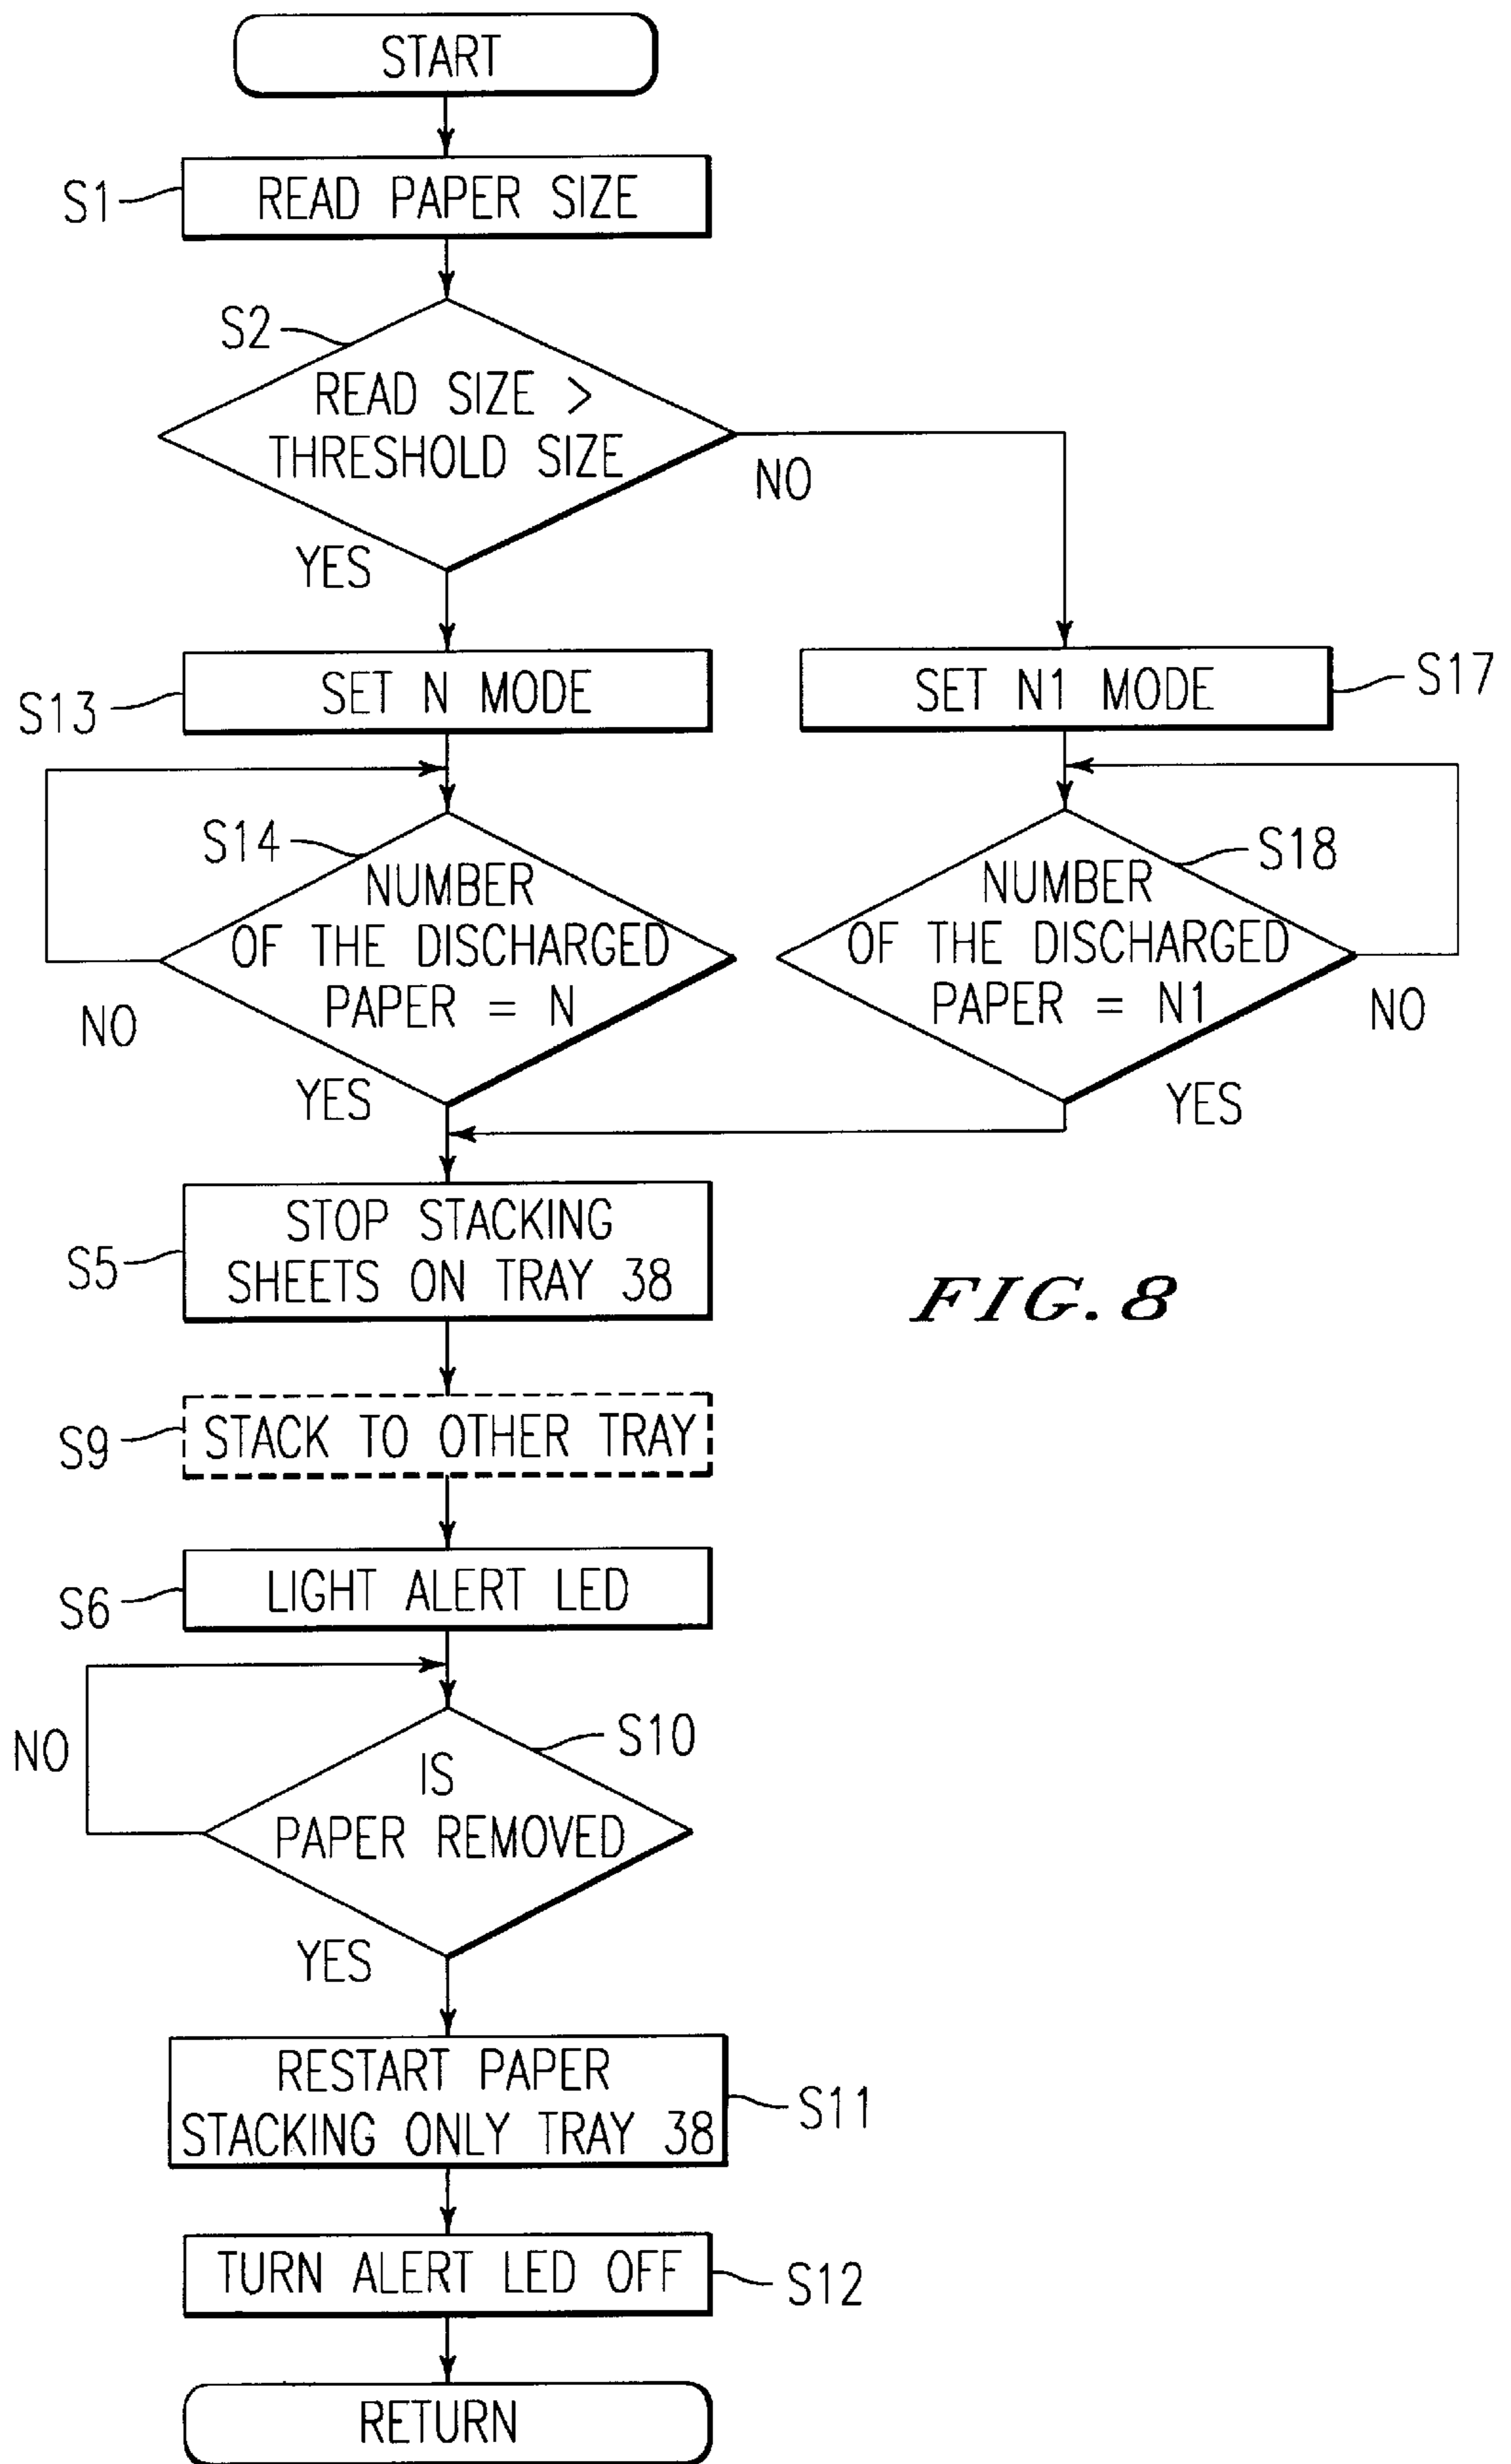 START
S1
READ PAPER SIZE
S2
READ SIZE >
THRESHOLD SIZE
NO
YES
S13
SET N MODE
SET N1 MODE
S17
S14
NUMBER
OF THE DISCHARGED
PAPER = N
NO
YES
S18
NUMBER
OF THE DISCHARGED
PAPER = N1
NO
YES
S5
STOP STACKING
SHEETS ON TRAY 38
FIG. 8
S9
STACK TO OTHER TRAY
S6
LIGHT ALERT LED
S10
NO
IS
PAPER REMOVED
YES
RESTART PAPER
STACKING ONLY TRAY 38
S11
TURN ALERT LED OFF
S12
RETURN